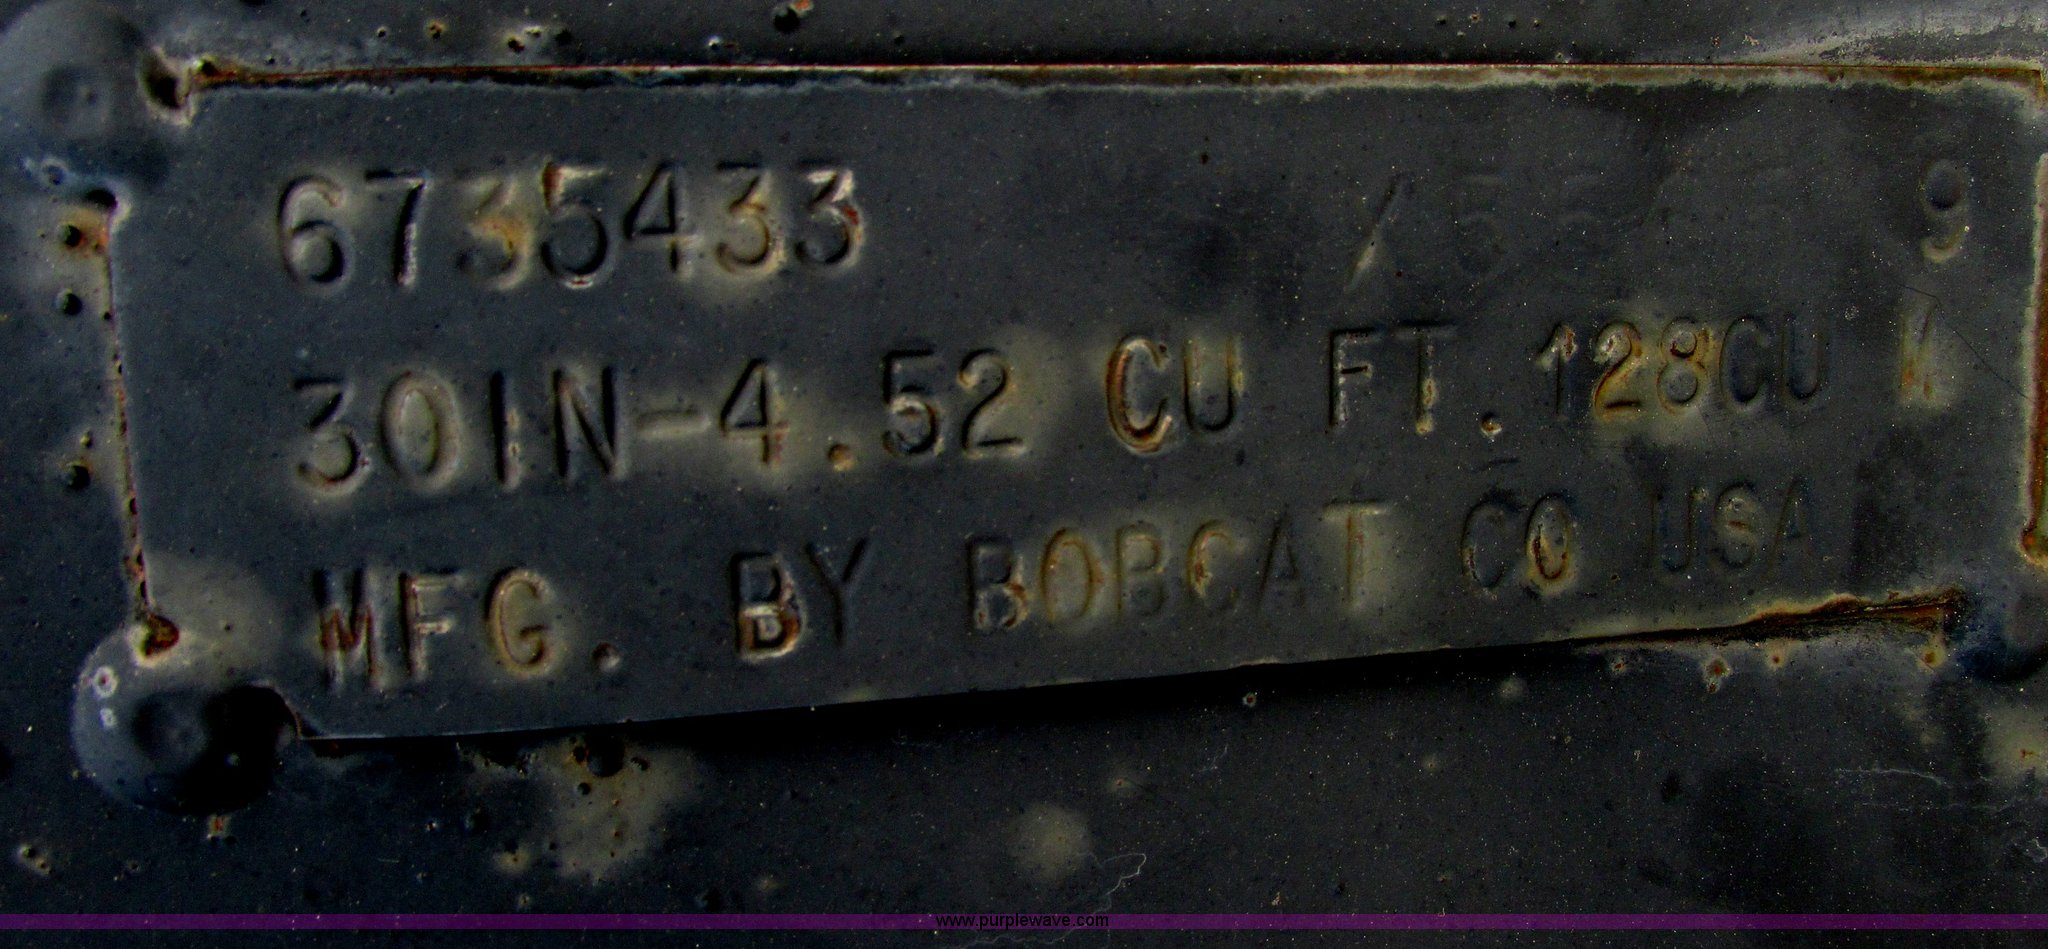 6735433
30IN-4.52 CU FT. .128CU M
MFG. BY BOBCAT CO USA
www.purplewave.com